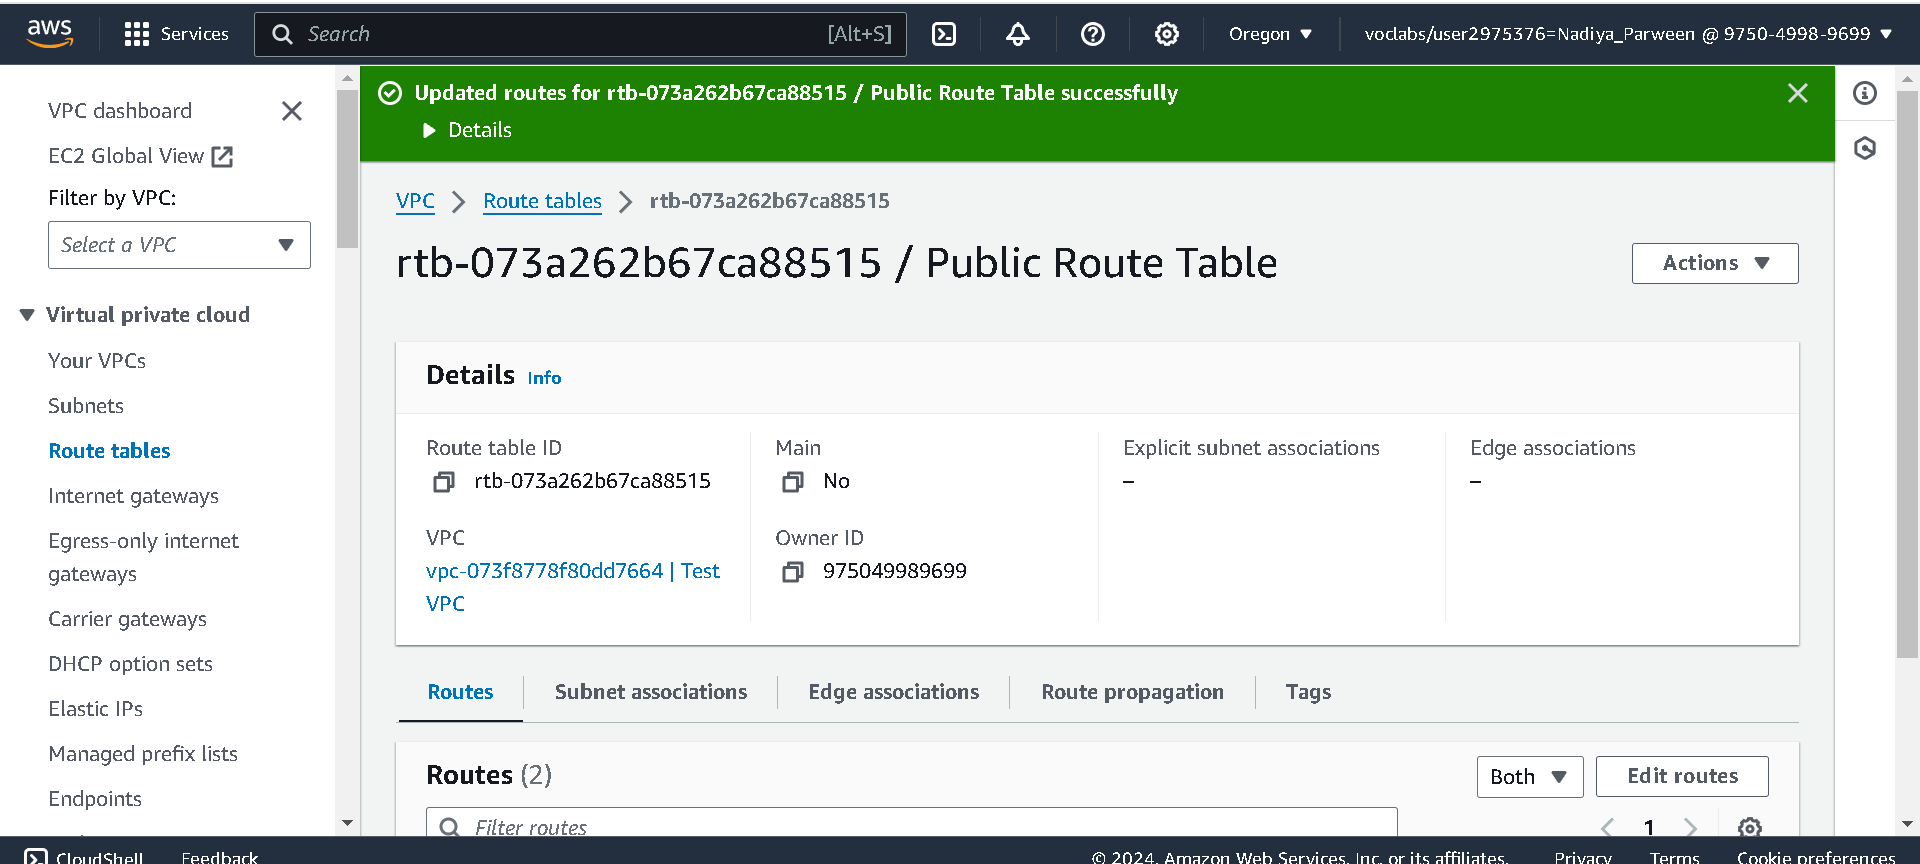 aws
Services
Search [Alt+S]
Oregon
voclabs/user2975376=Nadiya_Parween @ 9750-4998-9699
VPC dashboard
EC2 Global View
Filter by VPC:
Select a VPC
Virtual private cloud
Your VPCs
Subnets
Route tables
Internet gateways
Egress-only internet
gateways
Carrier gateways
DHCP option sets
Elastic IPs
Managed prefix lists
Endpoints
Updated routes for rtb-073a262b67ca88515 / Public Route Table successfully
Details
VPC
Route tables
rtb-073a262b67ca88515
rtb-073a262b67ca88515 / Public Route Table
Actions
Details Info
Route table ID
rtb-073a262b67ca88515
Main
No
Explicit subnet associations
–
Edge associations
–
VPC
vpc-073f8778f80dd7664 | Test
VPC
Owner ID
975049989699
Routes
Subnet associations
Edge associations
Route propagation
Tags
Routes (2)
Both
Edit routes
Filter routes
1
CloudShell
Feedback
© 2024, Amazon Web Services, Inc. or its affiliates.
Privacy
Terms
Cookie preferences